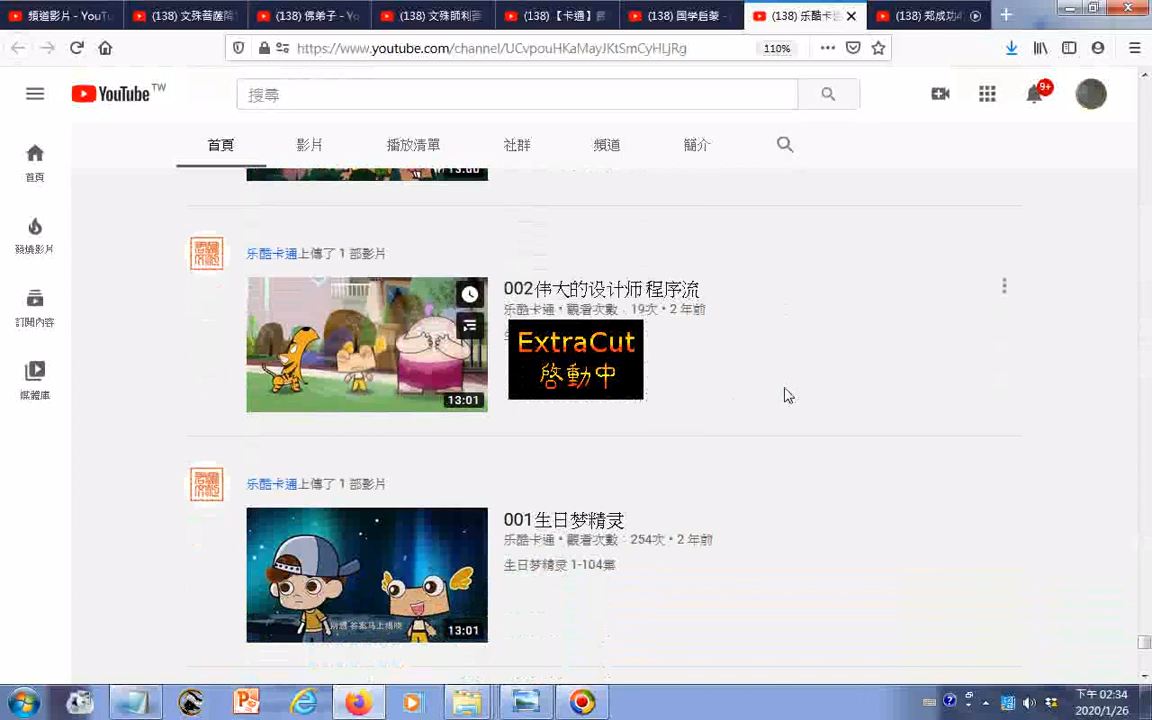 (138) 文殊菩薩
(138) 佛弟子 - Yo
(138) 文殊師利
(138)【卡通】
(138) 国学启蒙 -
(138) 乐酷卡通
(138) 郑成功
https://www.youtube.com/channel/UCvpouHKaMayJKtSmCyHLjRg
110%
YouTube TW
搜尋
9+
首頁
影片
播放清單
社群
頻道
簡介
首頁
發燒影片
訂閱內容
媒體庫
13:00
乐酷卡通上傳了 1 部影片
002伟大的设计师程序流
乐酷卡通 • 觀看次數：19次 • 2 年前
ExtraCut
啓動中
13:01
乐酷卡通上傳了 1 部影片
001生日梦精灵
乐酷卡通 • 觀看次數：254次 • 2 年前
生日梦精灵 1-104集
13:01
下午 02:34
2020/1/26